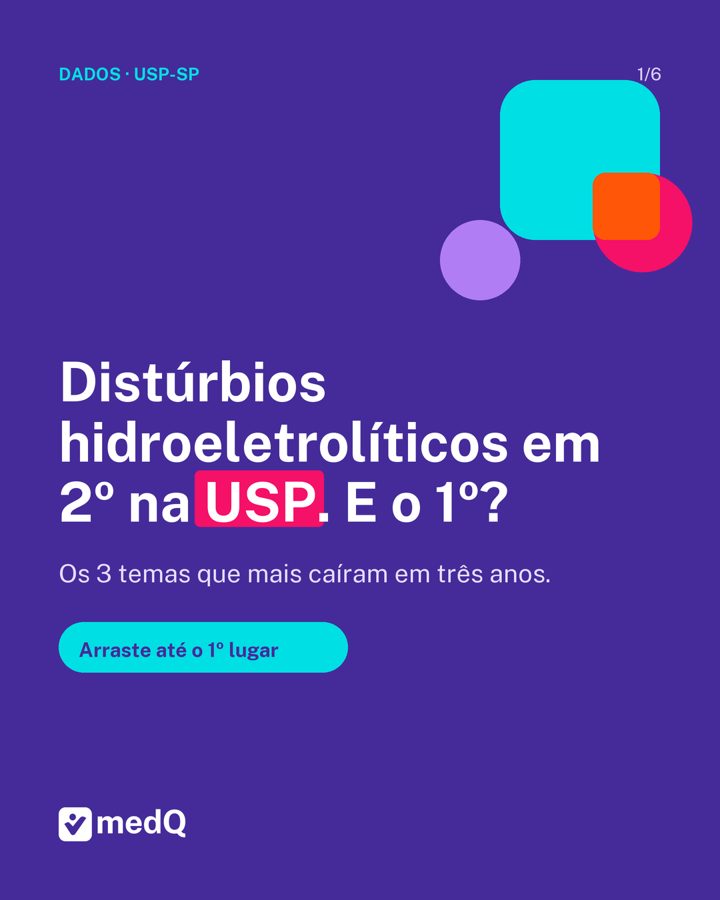 DADOS · USP-SP
1/6
Distúrbios
hidroeletrolíticos em
2º na USP. E o 1º?
Os 3 temas que mais caíram em três anos.
Arraste até o 1º lugar
medQ